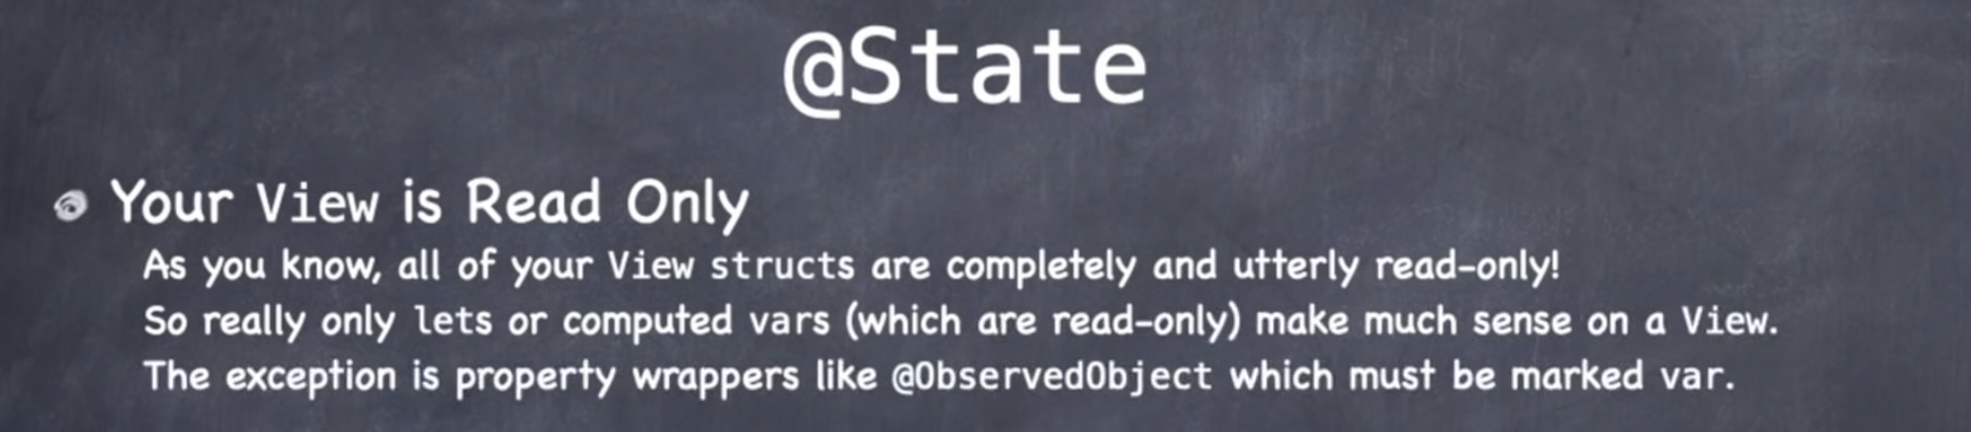 @State
Your View is Read Only
As you know, all of your View structs are completely and utterly read-only!
So really only lets or computed vars (which are read-only) make much sense on a View.
The exception is property wrappers like @ObservedObject which must be marked var.